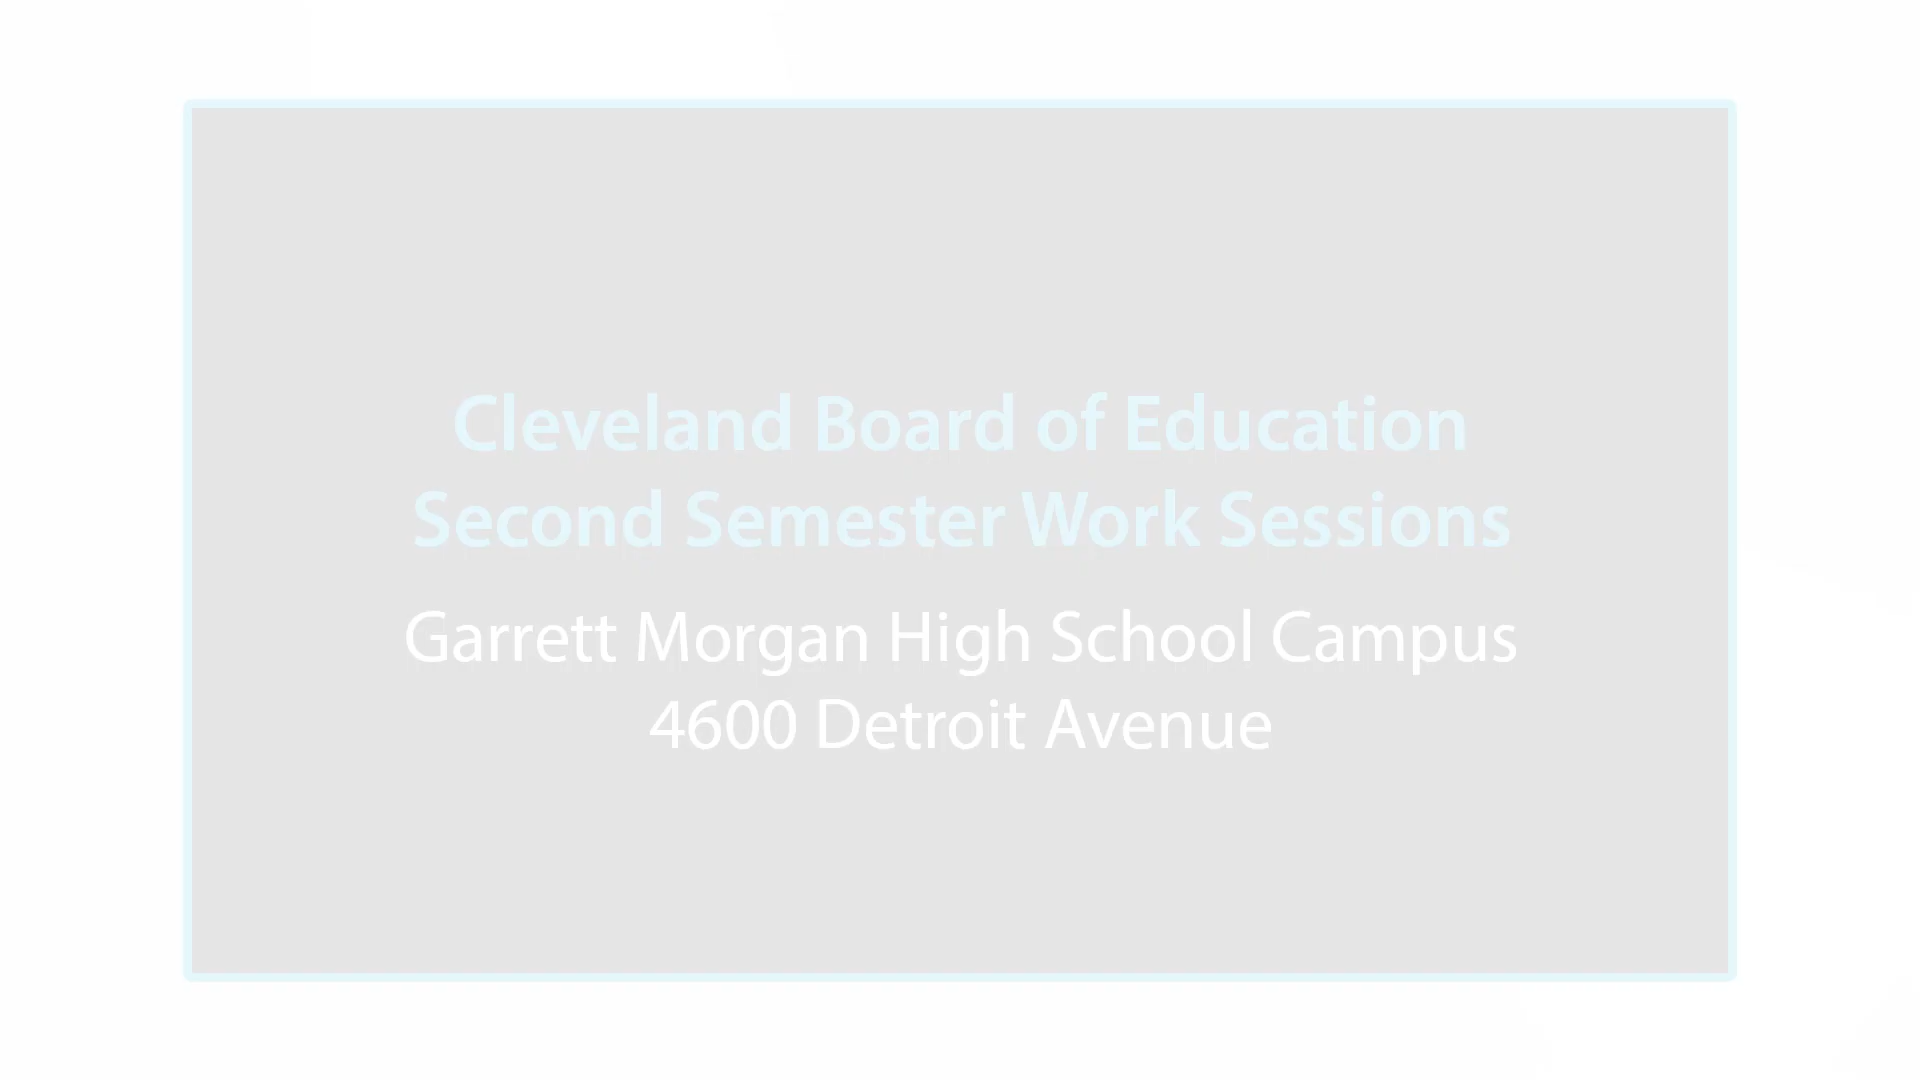 Cleveland Board of Education
Second Semester Work Sessions
Garrett Morgan High School Campus
4600 Detroit Avenue